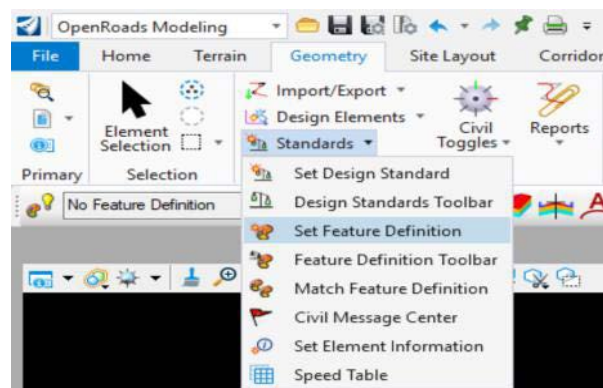 OpenRoads Modeling
File Home Terrain Geometry Site Layout Corridor
Import/Export
Design Elements
Element Selection
Standards
Civil Toggles
Reports
Primary Selection
Set Design Standard
No Feature Definition
Design Standards Toolbar
Set Feature Definition
Feature Definition Toolbar
Match Feature Definition
Civil Message Center
Set Element Information
Speed Table